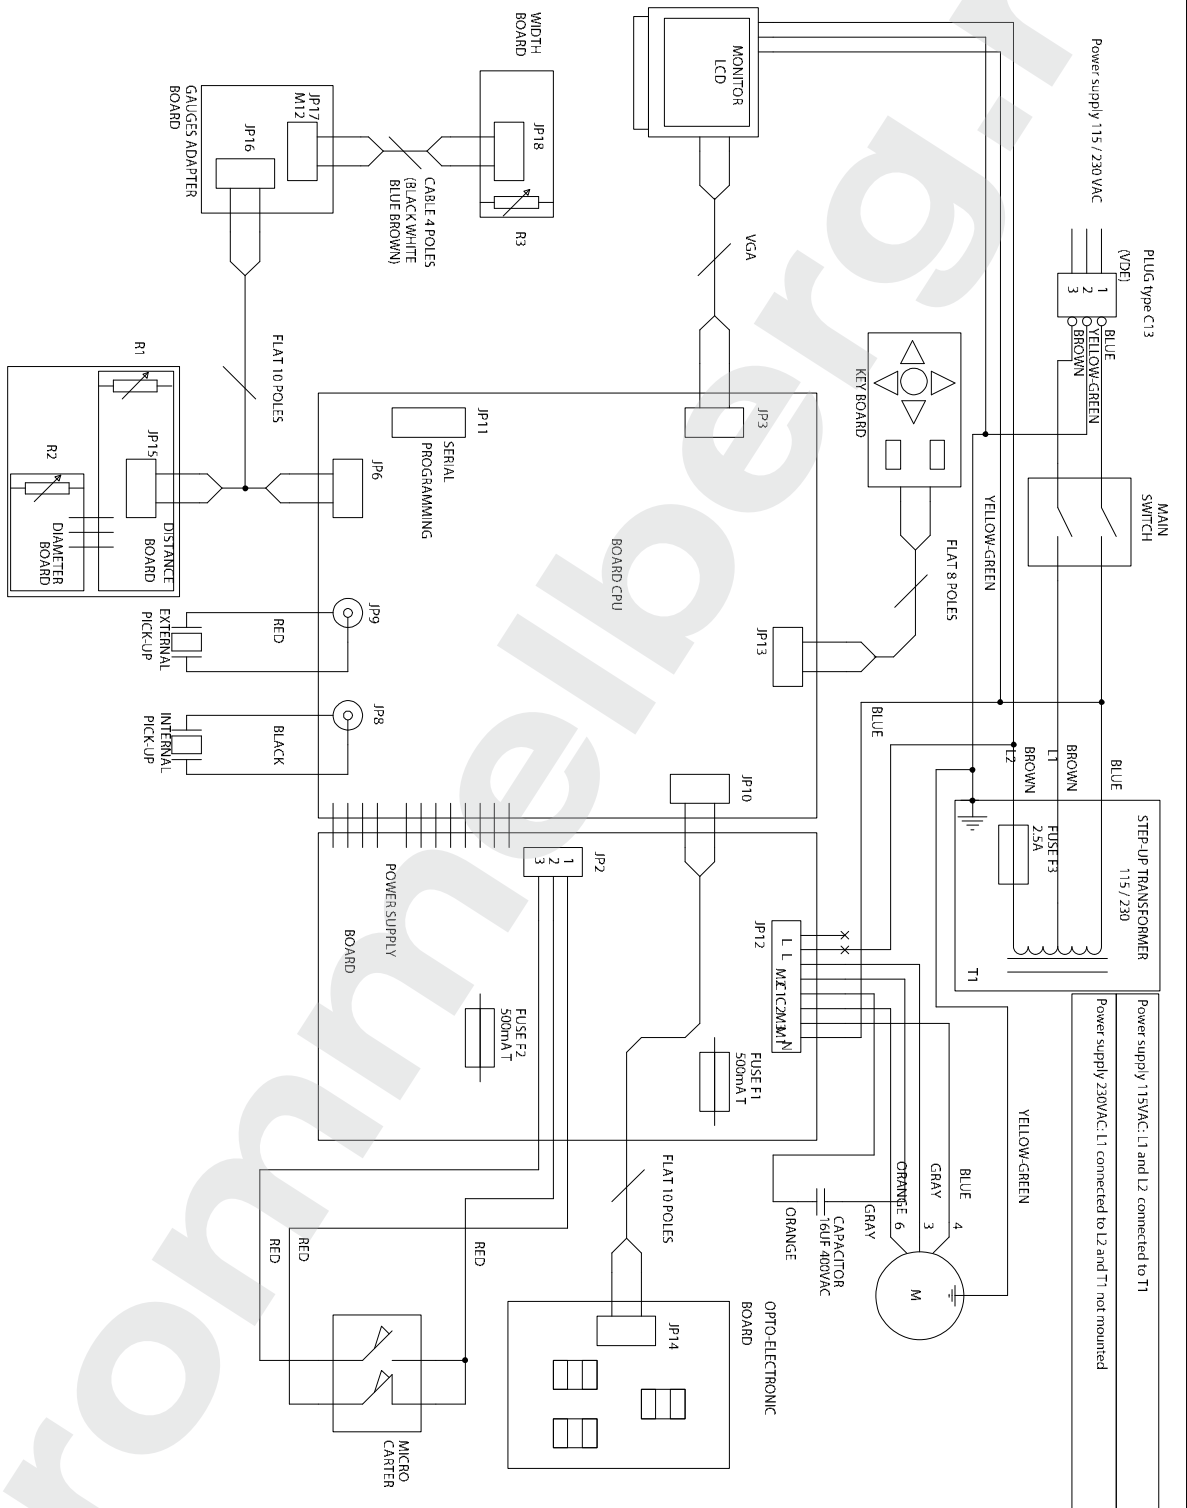 Power supply 115 / 230 VAC
PLUG type C13
(VDE)
1
2
3
BLUE
YELLOW-GREEN
BROWN
MAIN
SWITCH
YELLOW-GREEN
BLUE
BLUE
BROWN
L1
BROWN
L2
STEP-UP TRANSFORMER
115 / 230
FUSE F3
2.5A
T1
Power supply 115VAC: L1 and L2 connected to T1
Power supply 230VAC: L1 connected to L2 and T1 not mounted
MONITOR
LCD
VGA
KEY BOARD
FLAT 8 POLES
JP3
JP13
WIDTH
BOARD
JP18
R3
CABLE 4 POLES
(BLACK WHITE
BLUE BROWN)
JP17
M12
JP16
GAUGES ADAPTER
BOARD
FLAT 10 POLES
JP11
SERIAL
PROGRAMMING
JP6
BOARD CPU
R1
JP15
DISTANCE
BOARD
R2
DIAMETER
BOARD
JP9
RED
EXTERNAL
PICK-UP
JP8
BLACK
INTERNAL
PICK-UP
JP10
JP2
1
2
3
POWER SUPPLY
BOARD
FUSE F2
500mA T
FUSE F1
500mA T
JP12
L
L
M2
C1
C2
M3
M1
N
YELLOW-GREEN
BLUE
4
GRAY
3
ORANGE
6
GRAY
CAPACITOR
16UF 400VAC
ORANGE
M
FLAT 10 POLES
OPTO-ELECTRONIC
BOARD
JP14
RED
RED
RED
MICRO
CARTER
rommelberg.r